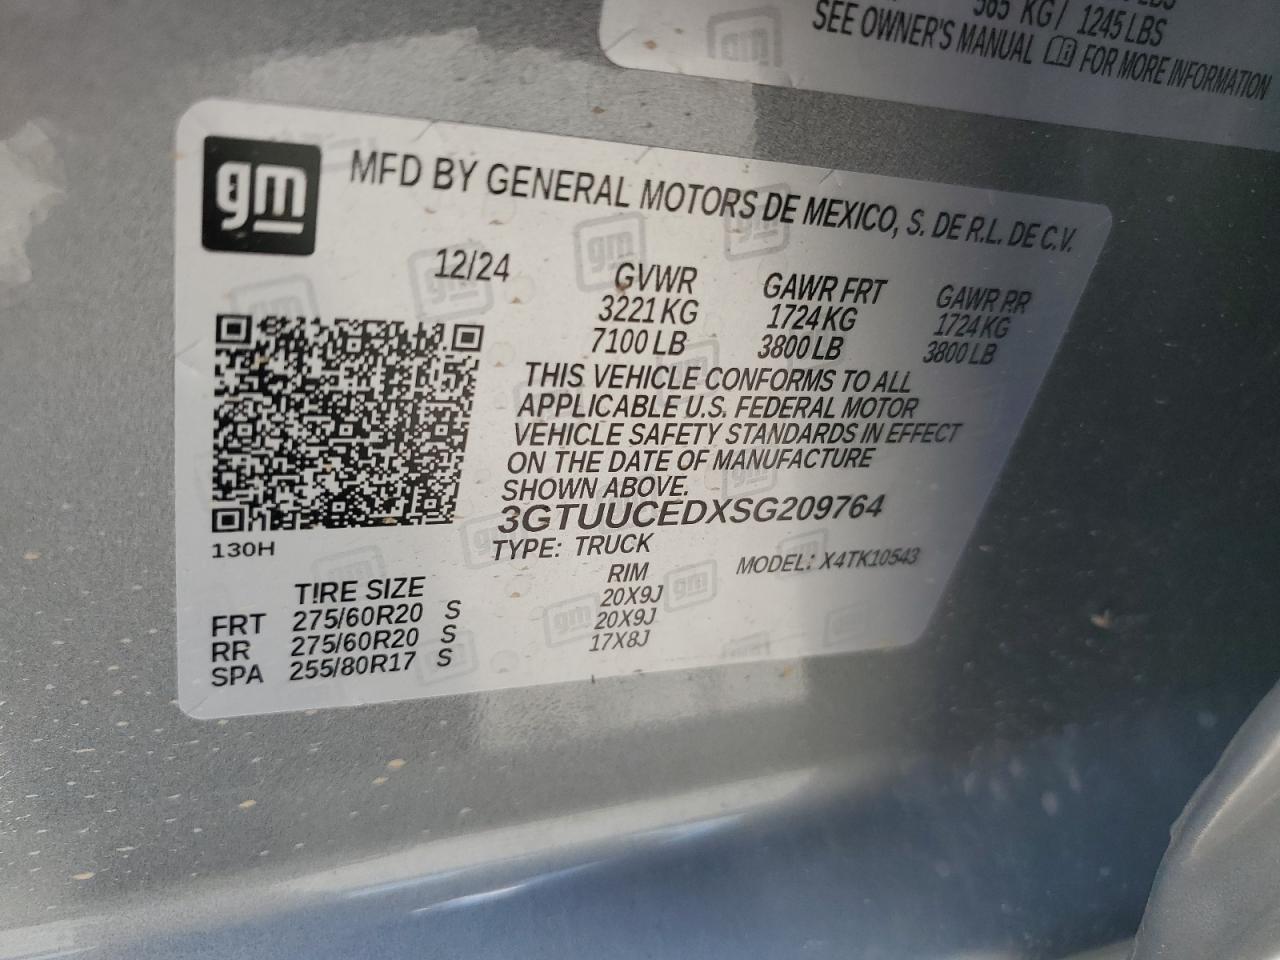 565 KG / 1245 LBS
SEE OWNER'S MANUAL FOR MORE INFORMATION
gm
MFD BY GENERAL MOTORS DE MEXICO, S. DE R.L. DE C.V.
12/24 GVWR GAWR FRT GAWR RR
3221 KG 1724 KG 1724 KG
7100 LB 3800 LB 3800 LB
THIS VEHICLE CONFORMS TO ALL
APPLICABLE U.S. FEDERAL MOTOR
VEHICLE SAFETY STANDARDS IN EFFECT
ON THE DATE OF MANUFACTURE
SHOWN ABOVE.
3GTUUCEDXSG209764
130H TYPE: TRUCK MODEL: X4TK10543
TIRE SIZE RIM
FRT 275/60R20 S 20X9J
RR 275/60R20 S 20X9J
SPA 255/80R17 S 17X8J